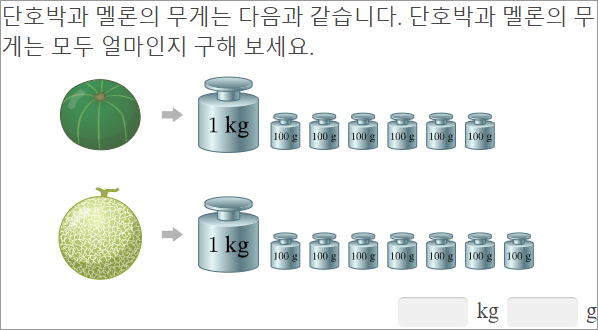 단호박과 멜론의 무게는 다음과 같습니다. 단호박과 멜론의 무
게는 모두 얼마인지 구해 보세요.
1 kg 100 g 100 g 100 g 100 g 100 g 100 g
1 kg 100 g 100 g 100 g 100 g 100 g 100 g 100 g
kg g